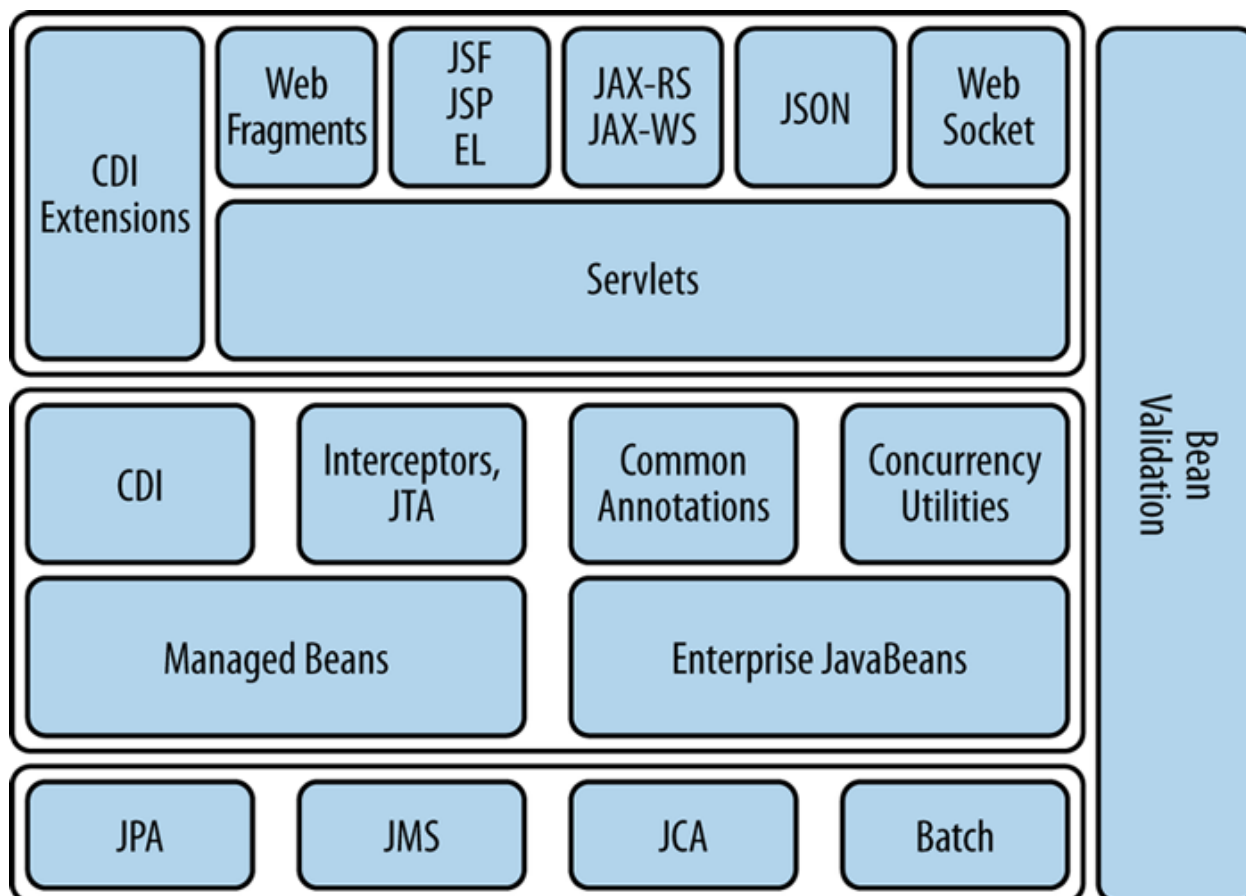 CDI
Extensions
Web
Fragments
JSF
JSP
EL
JAX-RS
JAX-WS
JSON
Web
Socket
Servlets
CDI
Interceptors,
JTA
Common
Annotations
Concurrency
Utilities
Managed Beans
Enterprise JavaBeans
JPA
JMS
JCA
Batch
Bean
Validation